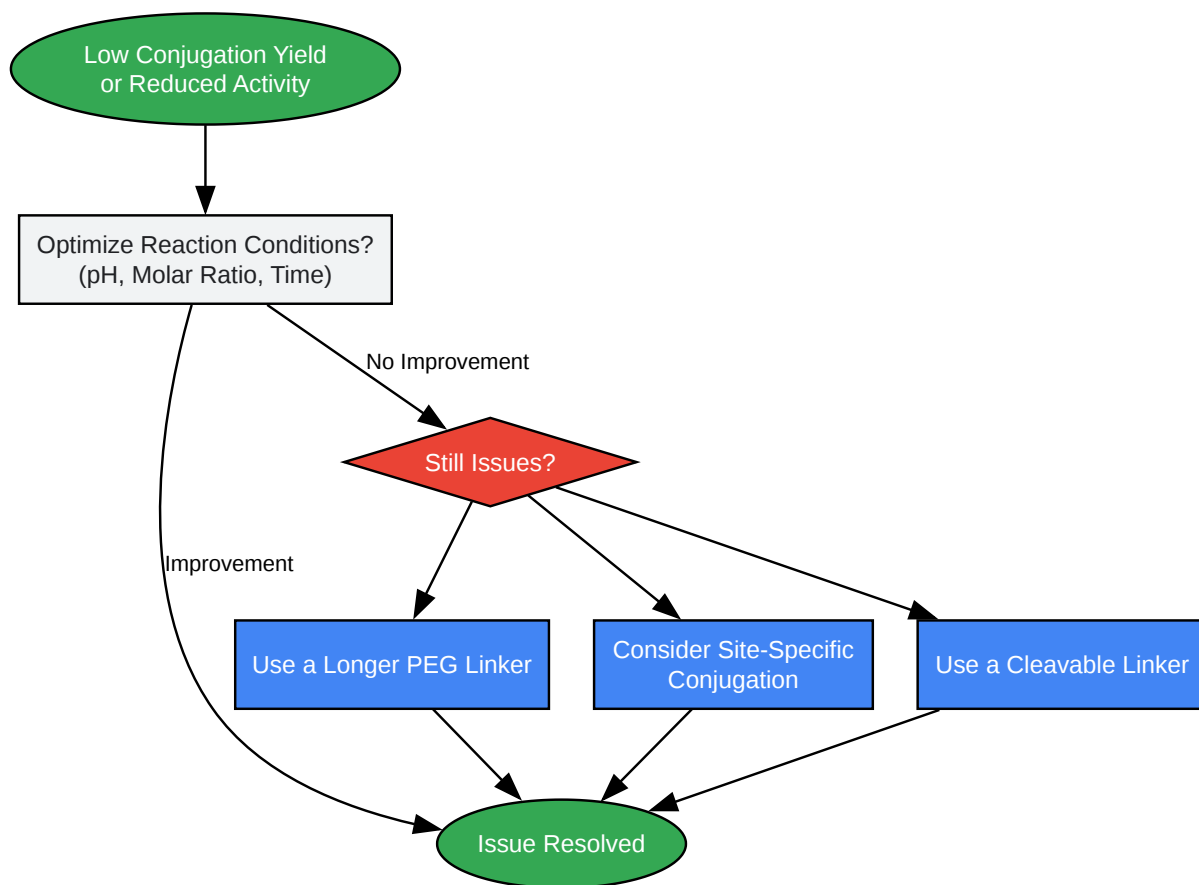 Low Conjugation Yield
or Reduced Activity
Optimize Reaction Conditions?
(pH, Molar Ratio, Time)
No Improvement
Still Issues?
Improvement
Use a Longer PEG Linker
Consider Site-Specific
Conjugation
Use a Cleavable Linker
Issue Resolved